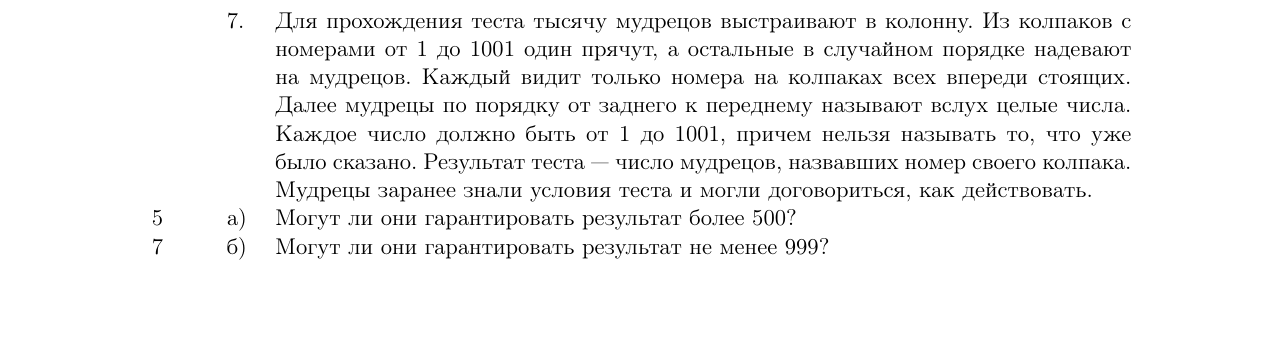 7. Для прохождения теста тысячу мудрецов выстраивают в колонну. Из колпаков с
номерами от 1 до 1001 один прячут, а остальные в случайном порядке надевают
на мудрецов. Каждый видит только номера на колпаках всех впереди стоящих.
Далее мудрецы по порядку от заднего к переднему называют вслух целые числа.
Каждое число должно быть от 1 до 1001, причем нельзя называть то, что уже
было сказано. Результат теста — число мудрецов, назвавших номер своего колпака.
Мудрецы заранее знали условия теста и могли договориться, как действовать.
5 а) Могут ли они гарантировать результат более 500?
7 б) Могут ли они гарантировать результат не менее 999?